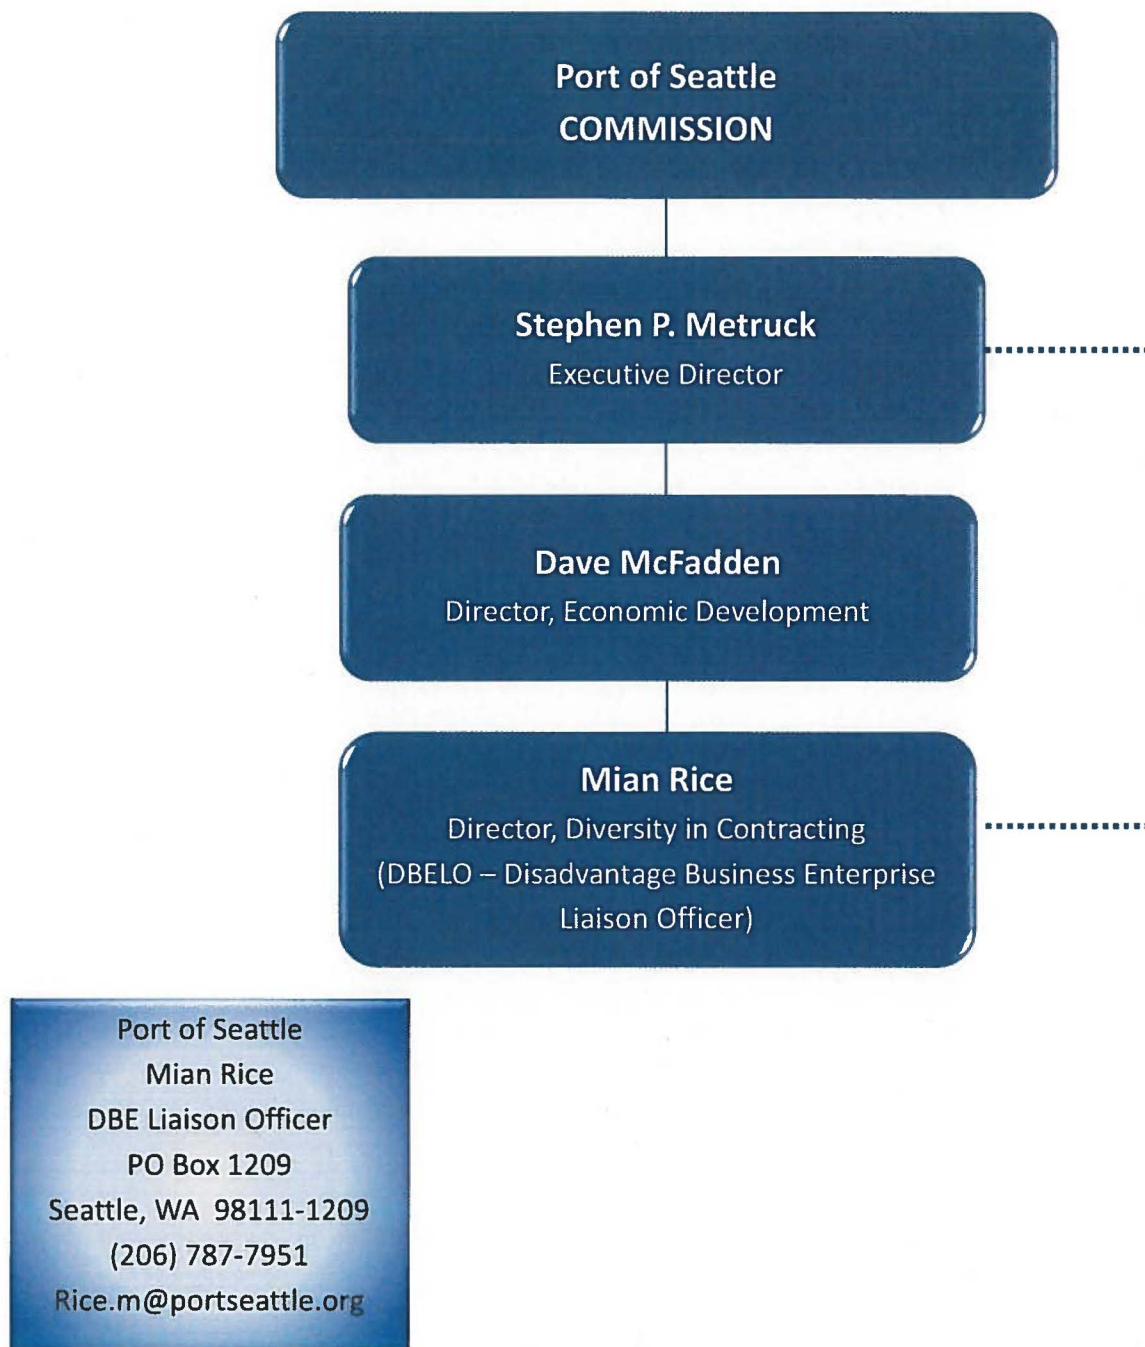 Port of Seattle
COMMISSION
Stephen P. Metruck
Executive Director
Dave McFadden
Director, Economic Development
Mian Rice
Director, Diversity in Contracting
(DBELO – Disadvantage Business Enterprise
Liaison Officer)
Port of Seattle
Mian Rice
DBE Liaison Officer
PO Box 1209
Seattle, WA  98111-1209
(206) 787-7951
Rice.m@portseattle.org